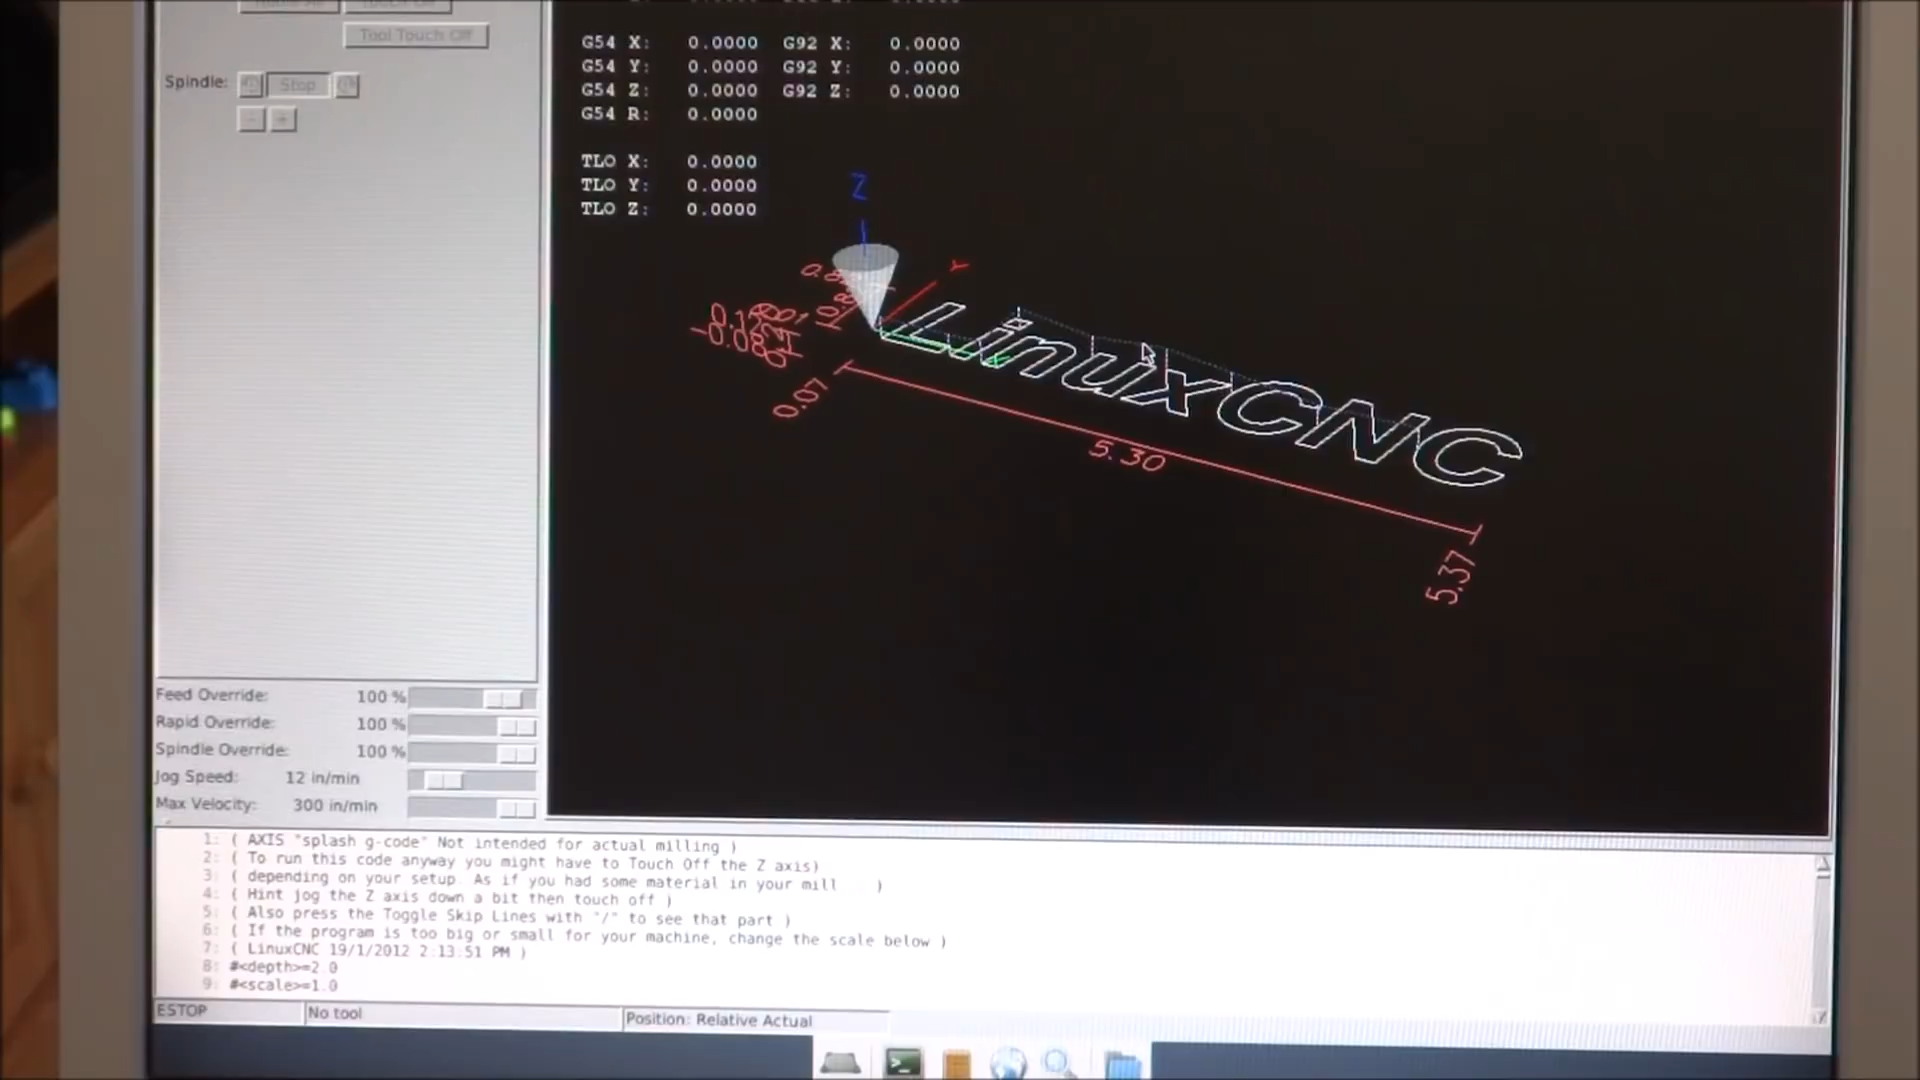 Tool Touch Off
Spindle: Stop
- +
G54 X: 0.0000 G92 X: 0.0000
G54 Y: 0.0000 G92 Y: 0.0000
G54 Z: 0.0000 G92 Z: 0.0000
G54 R: 0.0000
TLO X: 0.0000
TLO Y: 0.0000
TLO Z: 0.0000
Z
Y
X
LinuxCNC
0.07
5.30
5.37
Feed Override: 100 %
Rapid Override: 100 %
Spindle Override: 100 %
Jog Speed: 12 in/min
Max Velocity: 300 in/min
1: ( AXIS "splash g-code" Not intended for actual milling )
2: ( To run this code anyway you might have to Touch Off the Z axis)
3: ( depending on your setup. As if you had some material in your mill... )
4: ( Hint jog the Z axis down a bit then touch off )
5: ( Also press the Toggle Skip Lines with "/" to see that part )
6: ( If the program is too big or small for your machine, change the scale below )
7: ( LinuxCNC 19/1/2012 2:13:51 PM )
8: #<depth>=2.0
9: #<scale>=1.0
ESTOP No tool Position: Relative Actual